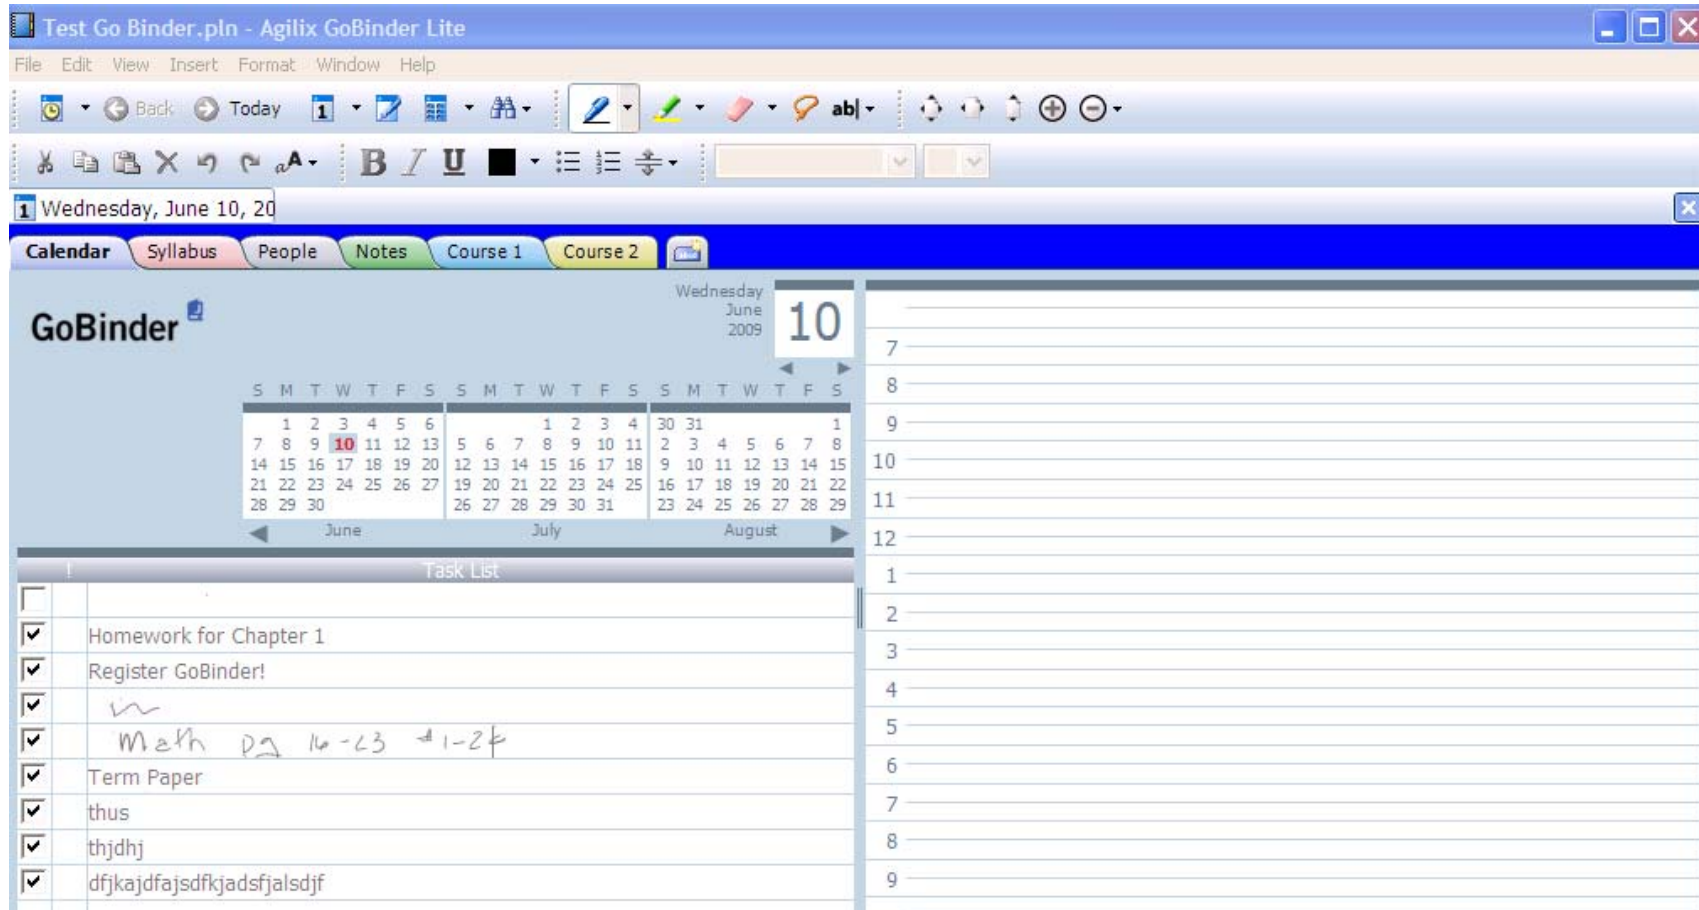 Test Go Binder.pln - Agilix GoBinder Lite
File Edit View Insert Format Window Help
Back Today ab|
B I U
1 Wednesday, June 10, 20
Calendar Syllabus People Notes Course 1 Course 2
GoBinder
Wednesday
June
2009
10
S M T W T F S S M T W T F S S M T W T F S
1 2 3 4 5 6 1 2 3 4 30 31 1
7 8 9 10 11 12 13 5 6 7 8 9 10 11 2 3 4 5 6 7 8
14 15 16 17 18 19 20 12 13 14 15 16 17 18 9 10 11 12 13 14 15
21 22 23 24 25 26 27 19 20 21 22 23 24 25 16 17 18 19 20 21 22
28 29 30 26 27 28 29 30 31 23 24 25 26 27 28 29
June July August
! Task List
Homework for Chapter 1
Register GoBinder!
Math pg 16-23 #1-24
Term Paper
thus
thjdhj
dfjkajdfajsdfkjadsfjalsdjf
7
8
9
10
11
12
1
2
3
4
5
6
7
8
9